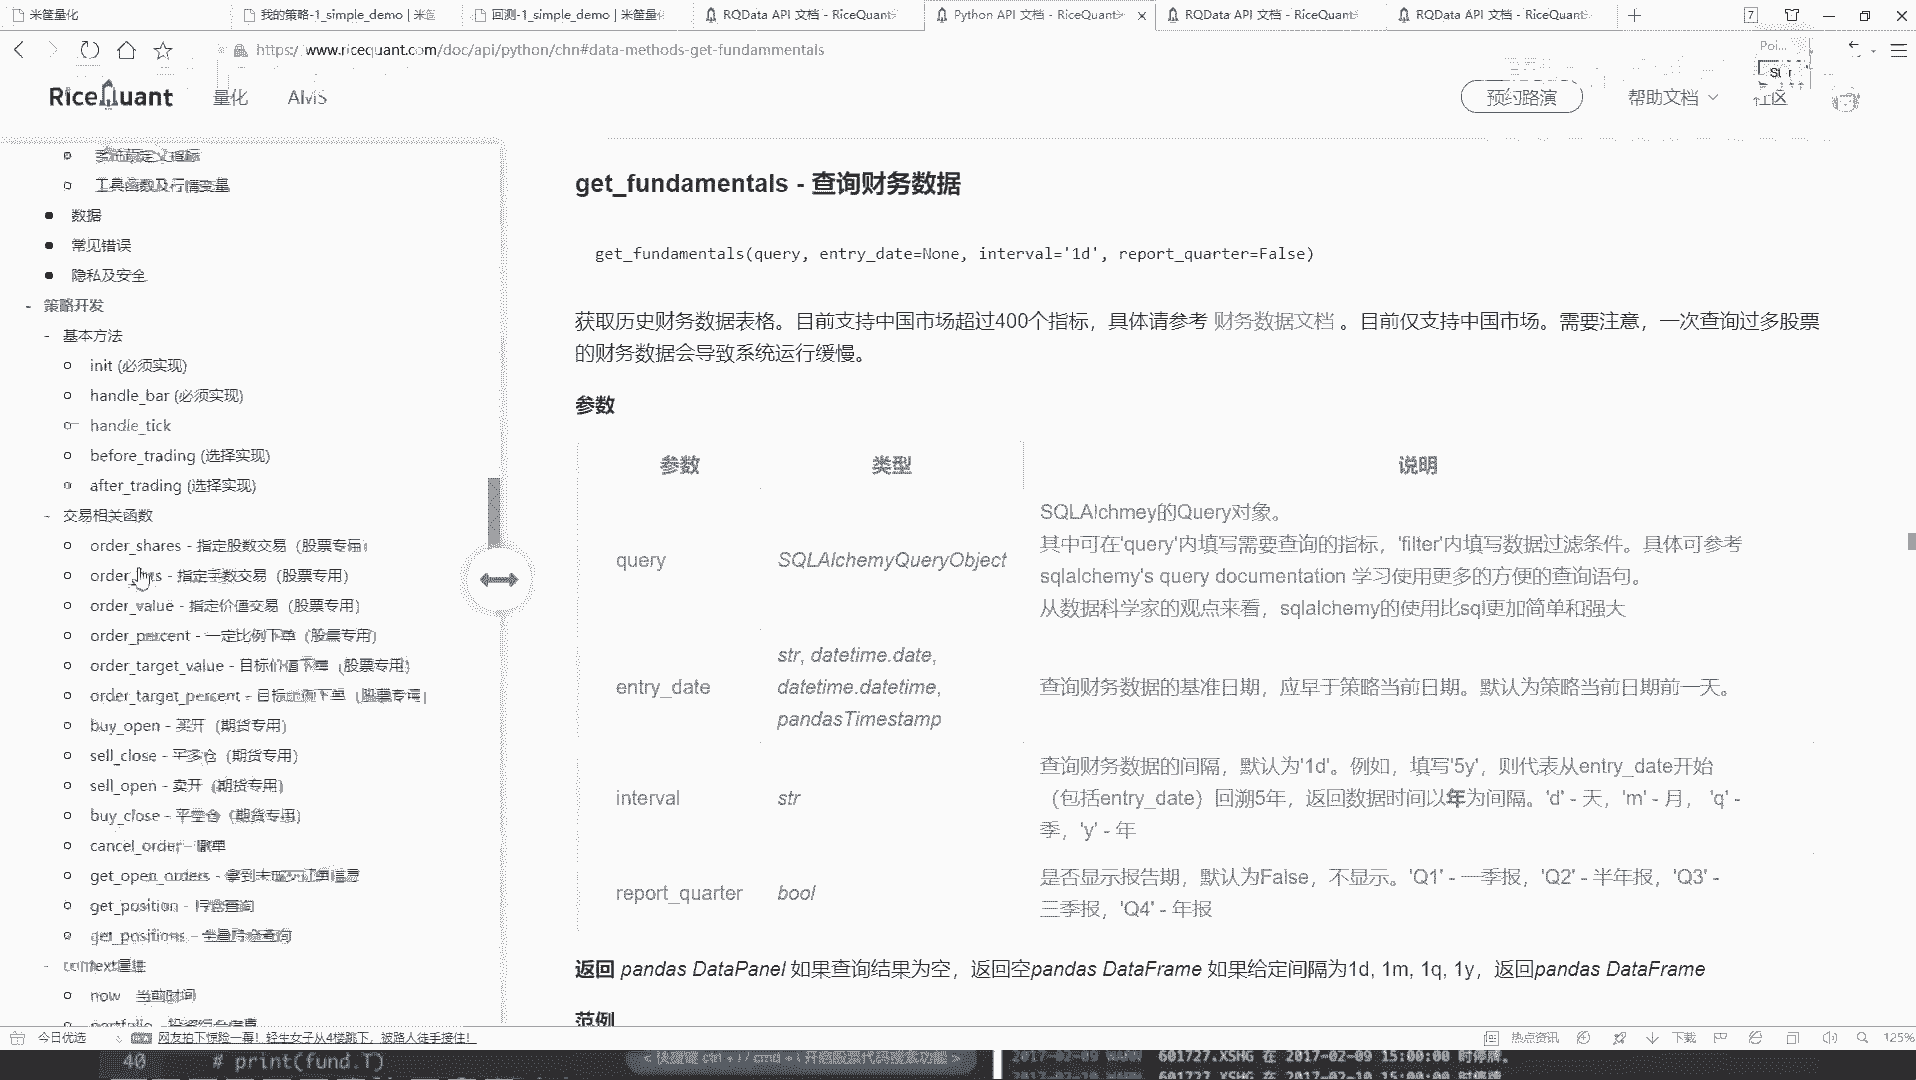 米筐量化
我的策略-1_simple_demo | 米筐
回测-1_simple_demo | 米筐量化
RQData API 文档 - RiceQuant
Python API 文档 - RiceQuant
RQData API 文档 - RiceQuant
RQData API 文档 - RiceQuant
7
https://www.ricequant.com/doc/api/python/chn#data-methods-get-fundammentals
RiceQuant
量化
AMS
预约路演
帮助文档
工具函数及行情变量
数据
常见错误
隐私及安全
策略开发
基本方法
init (必须实现)
handle_bar (必须实现)
handle_tick
before_trading (选择实现)
after_trading (选择实现)
交易相关函数
order_shares - 指定股数交易（股票专用）
- 指定手数交易（股票专用）
order_value - 指定价值交易（股票专用）
order_percent - 一定比例下单（股票专用）
order_target_value - 目标价值下单（股票专用）
order_target_percent - 目标比例下单（股票专用）
buy_open - 买开（期货专用）
sell_close - 平多仓（期货专用）
sell_open - 卖开（期货专用）
buy_close - 平空仓（期货专用）
cancel_order - 撤单
get_open_orders - 拿到未成交订单信息
get_position -
get_positions -
now 当前时间
get_fundamentals - 查询财务数据
get_fundamentals(query, entry_date=None, interval='1d', report_quarter=False)
获取历史财务数据表格。目前支持中国市场超过400个指标，具体请参考 财务数据文档 。目前仅支持中国市场。需要注意，一次查询过多股票
的财务数据会导致系统运行缓慢。
参数
参数 类型 说明
query SQLAlchemyQueryObject
SQLAlchmey的Query对象。
其中可在'query'内填写需要查询的指标，'filter'内填写数据过滤条件。具体可参考
sqlalchemy's query documentation 学习使用更多的方便的查询语句。
从数据科学家的观点来看，sqlalchemy的使用比sql更加简单和强大
entry_date
str, datetime.date,
datetime.datetime,
pandasTimestamp
查询财务数据的基准日期，应早于策略当前日期。默认为策略当前日期前一天。
interval str
查询财务数据的间隔，默认为'1d'。例如，填写'5y'，则代表从entry_date开始
（包括entry_date）回溯5年，返回数据时间以年为间隔。'd' - 天，'m' - 月， 'q' -
季，'y' - 年
report_quarter bool
是否显示报告期，默认为False，不显示。'Q1' - 一季报，'Q2' - 半年报，'Q3' -
三季报，'Q4' - 年报
返回 pandas DataPanel 如果查询结果为空，返回空pandas DataFrame 如果给定间隔为1d, 1m, 1q, 1y，返回pandas DataFrame
范例
今日优选
网友拍下惊险一幕！轻生女子从4楼跳下，被路人徒手接住！
热点资讯
下载
125%
40 # print(fund.T)
601727.XSHG 在 2017-02-09 15:00:00 时停牌。
601727.XSHG 在 2017-02-10 15:00:00 时停牌。